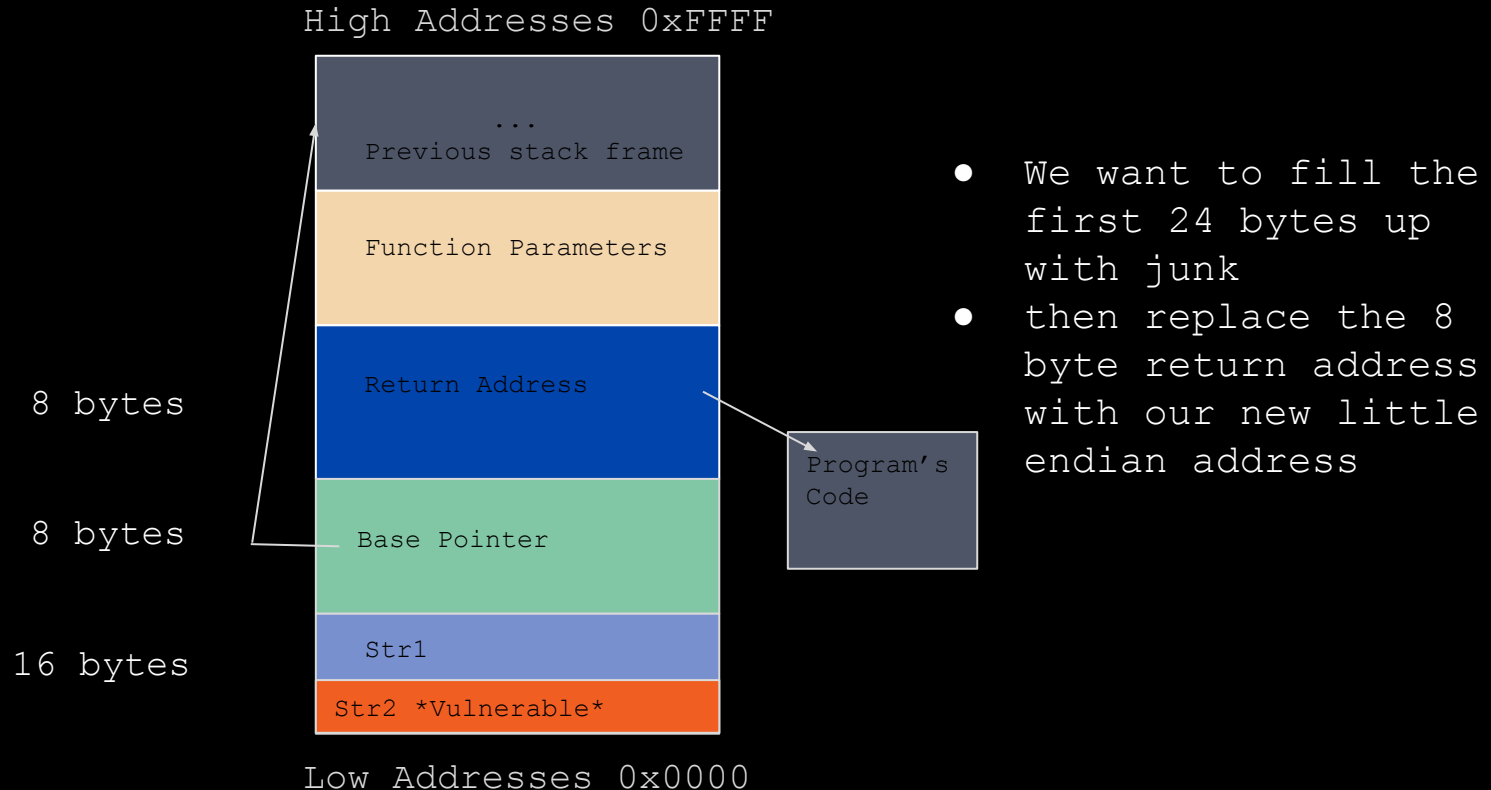 High Addresses 0xFFFF
...
Previous stack frame
Function Parameters
Return Address
8 bytes
Program’s
Code
8 bytes
Base Pointer
Str1
16 bytes
Str2 *Vulnerable*
Low Addresses 0x0000
● We want to fill the
first 24 bytes up
with junk
● then replace the 8
byte return address
with our new little
endian address